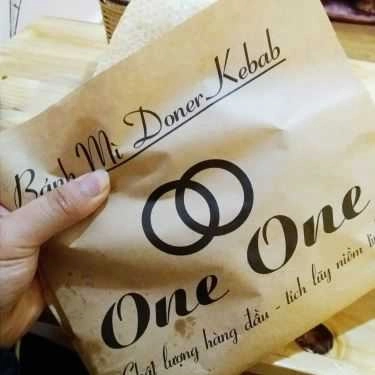 Bánh Mì Doner Kebab
One One
Chất lượng hàng đầu - tích lũy niềm